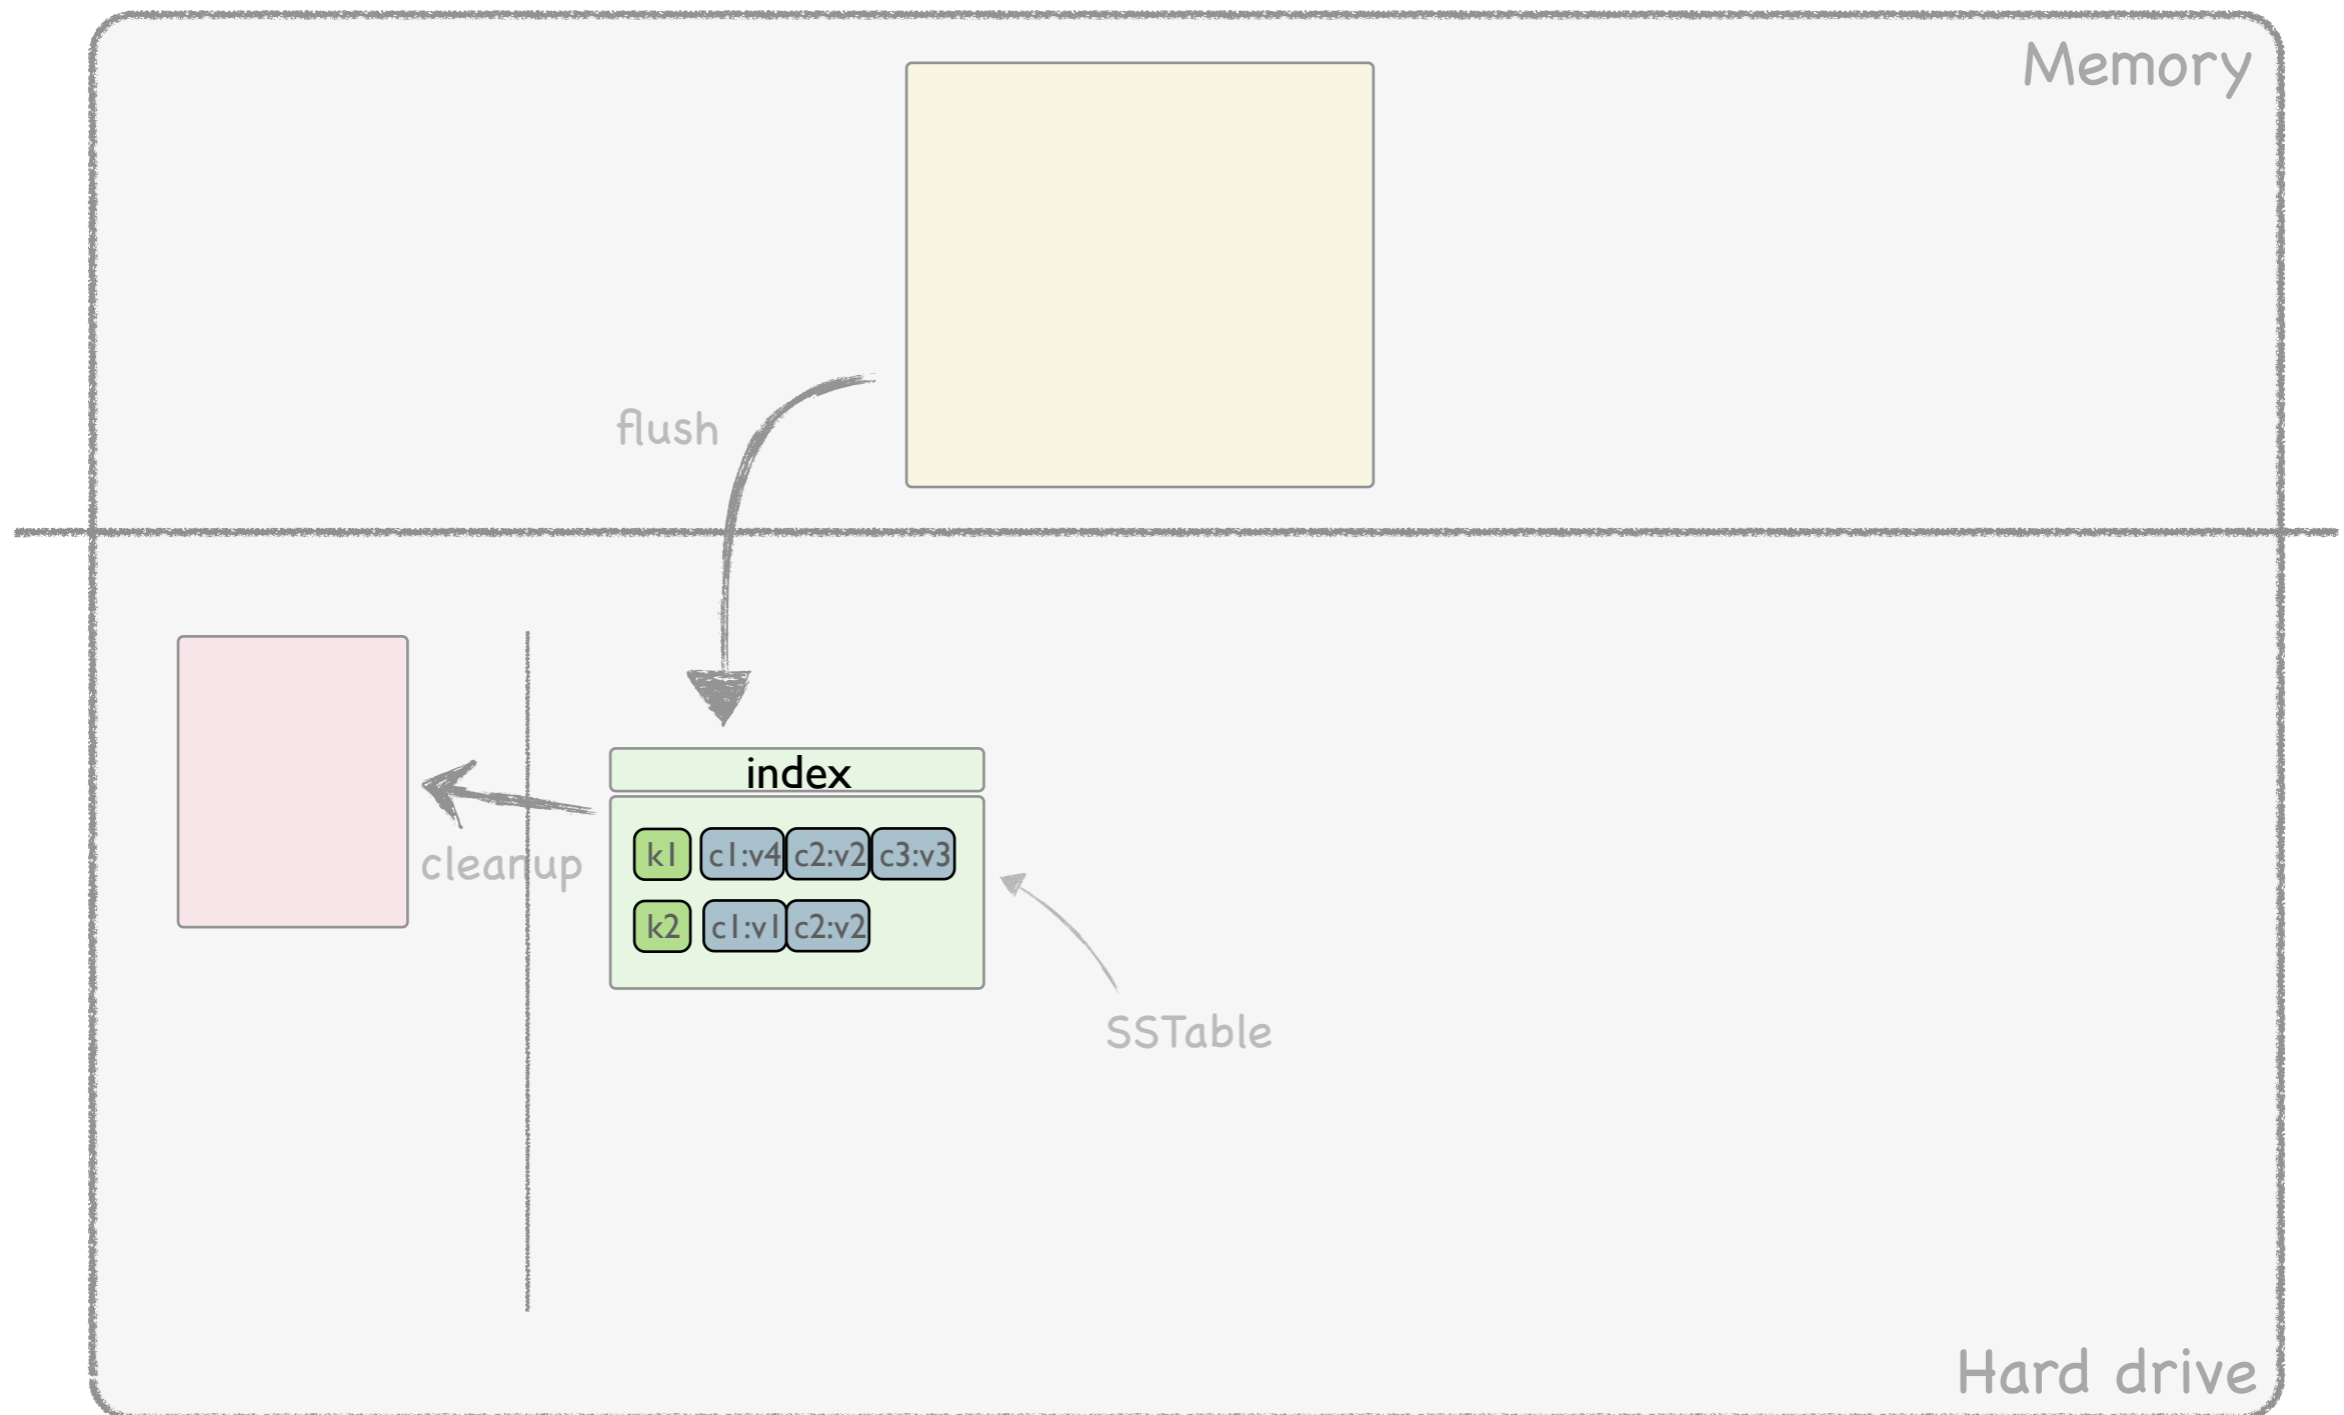 Memory
flush
index
k1 c1:v4 c2:v2 c3:v3
cleanup
k2 c1:v1 c2:v2
SSTable
Hard drive